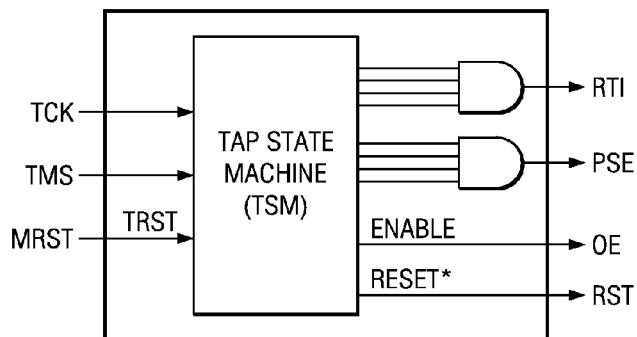 TCK
TMS
MRST
TRST
TAP STATE
MACHINE
(TSM)
ENABLE
RESET*
RTI
PSE
OE
RST